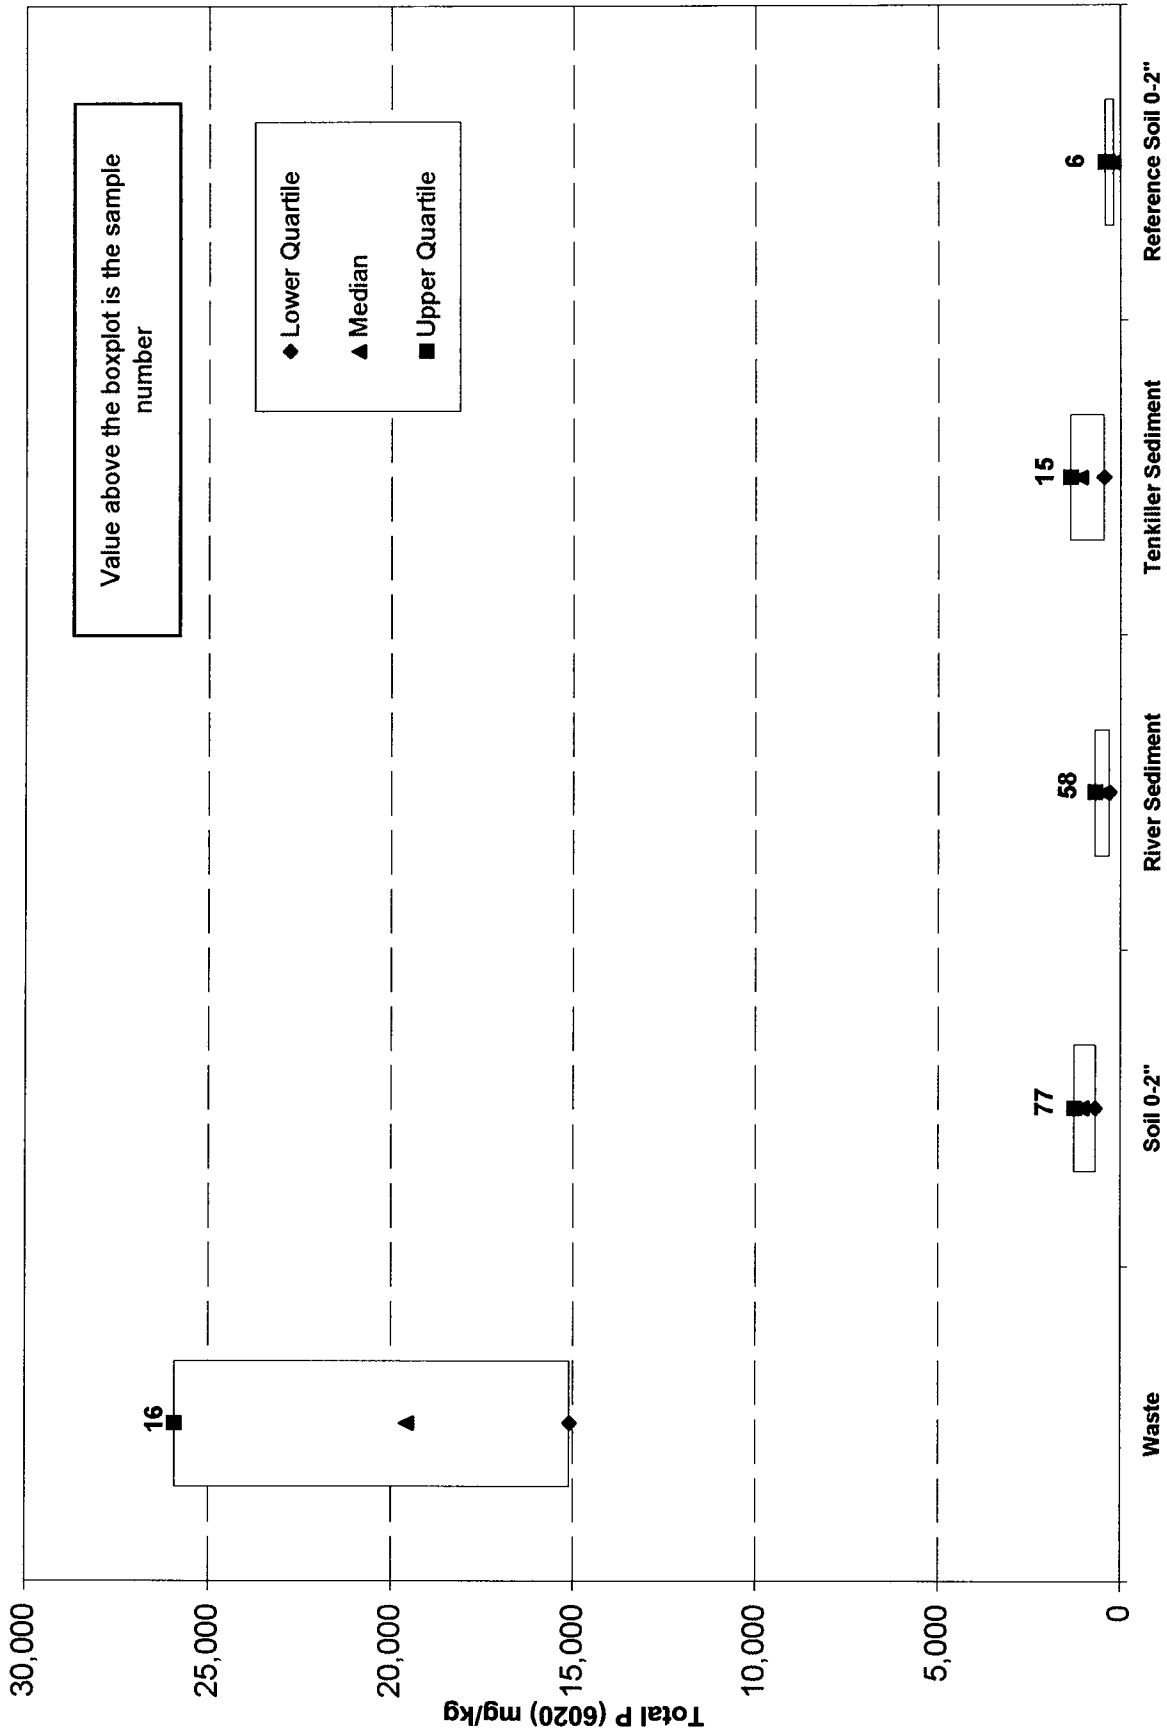 Value above the boxplot is the sample
number
Lower Quartile
Median
Upper Quartile
Total P (6020) mg/kg
30,000
25,000
20,000
15,000
10,000
5,000
0
16
77
58
15
6
Waste
Soil 0-2"
River Sediment
Tenkiller Sediment
Reference Soil 0-2"